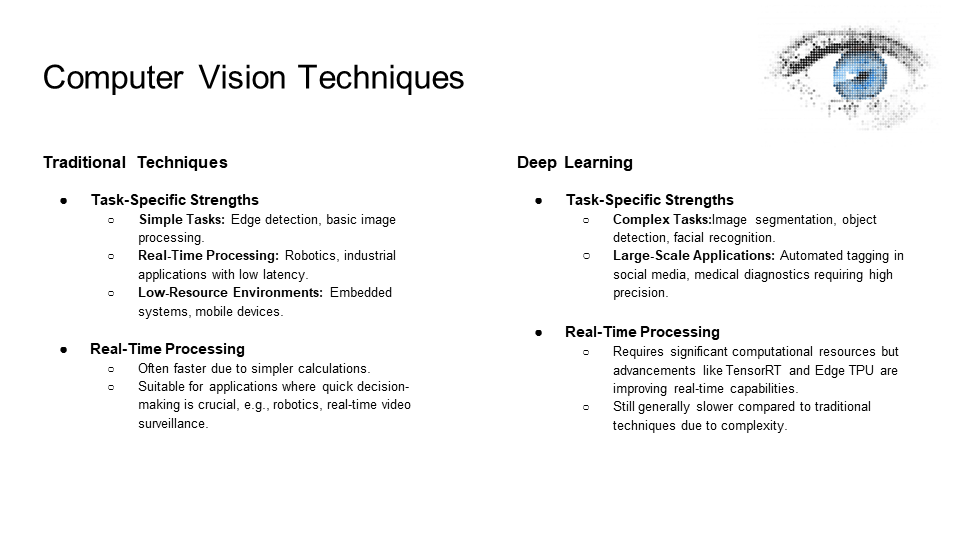 Computer Vision Techniques
Traditional Techniques
● Task-Specific Strengths
○ Simple Tasks: Edge detection, basic image
processing.
○ Real-Time Processing: Robotics, industrial
applications with low latency.
○ Low-Resource Environments: Embedded
systems, mobile devices.
● Real-Time Processing
○ Often faster due to simpler calculations.
○ Suitable for applications where quick decision-
making is crucial, e.g., robotics, real-time video
surveillance.
Deep Learning
● Task-Specific Strengths
○ Complex Tasks:Image segmentation, object
detection, facial recognition.
○ Large-Scale Applications: Automated tagging in
social media, medical diagnostics requiring high
precision.
● Real-Time Processing
○ Requires significant computational resources but
advancements like TensorRT and Edge TPU are
improving real-time capabilities.
○ Still generally slower compared to traditional
techniques due to complexity.